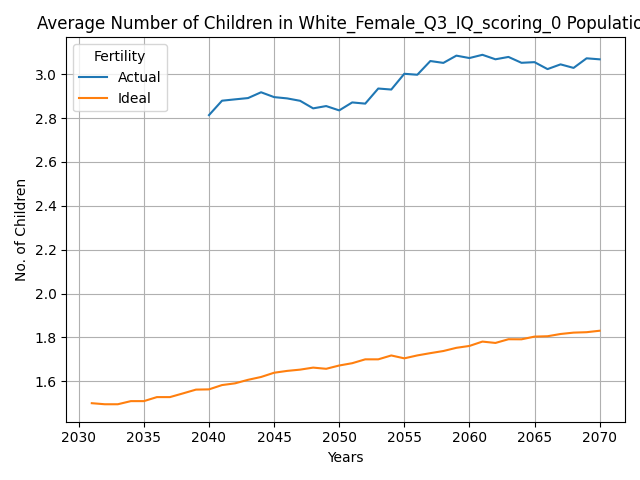 Average Number of Children in White_Female_Q3_IQ_scoring_0 Populatio
Fertility
Actual
Ideal
3.0
2.8
2.6
2.4
2.2
2.0
1.8
1.6
No. of Children
2030 2035 2040 2045 2050 2055 2060 2065 2070
Years